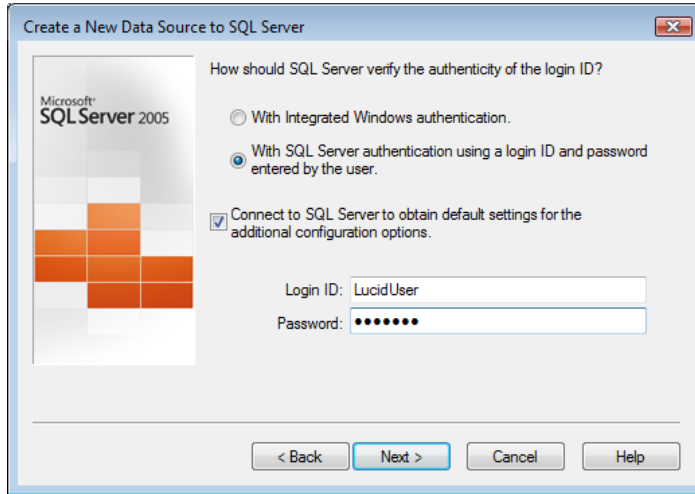 Create a New Data Source to SQL Server
How should SQL Server verify the authenticity of the login ID?
Microsoft
SQL Server 2005
With Integrated Windows authentication.
With SQL Server authentication using a login ID and password
entered by the user.
Connect to SQL Server to obtain default settings for the
additional configuration options.
Login ID: LucidUser
Password: •••••••
< Back Next > Cancel Help